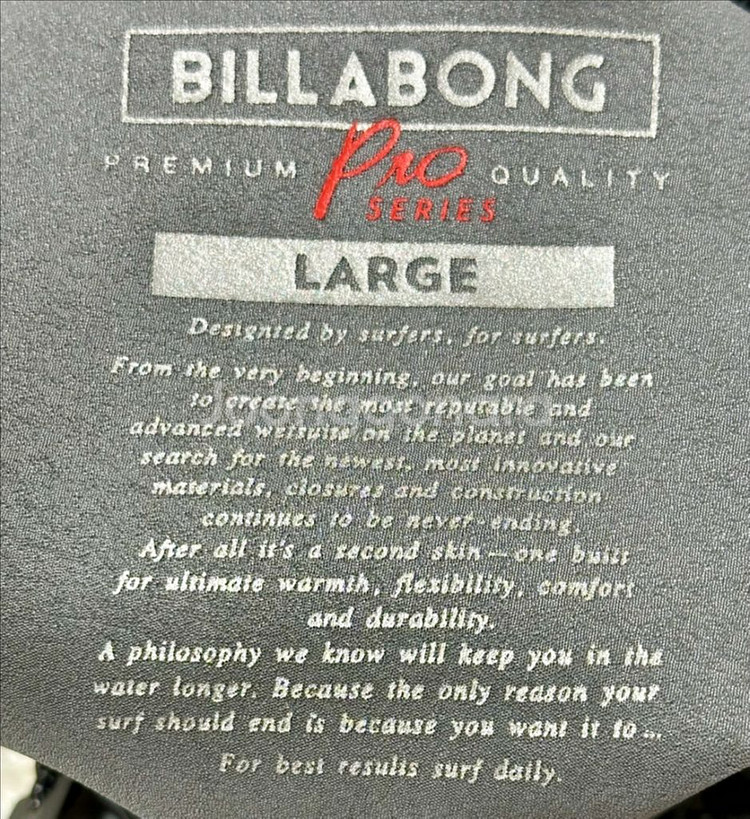 BILLABONG
PREMIUM Pro QUALITY
SERIES
LARGE
Designted by surfers, for surfers.
From the very beginning, our goal has been
to create the most reputable and
advanced wetsuits on the planet and our
search for the newest, most innovative
materials, closures and construction
continues to be never-ending.
After all it's a second skin—one built
for ultimate warmth, flexibility, comfort
and durability.
A philosophy we know will keep you in the
water longer. Because the only reason your
surf should end is because you want it to...
For best results surf daily.